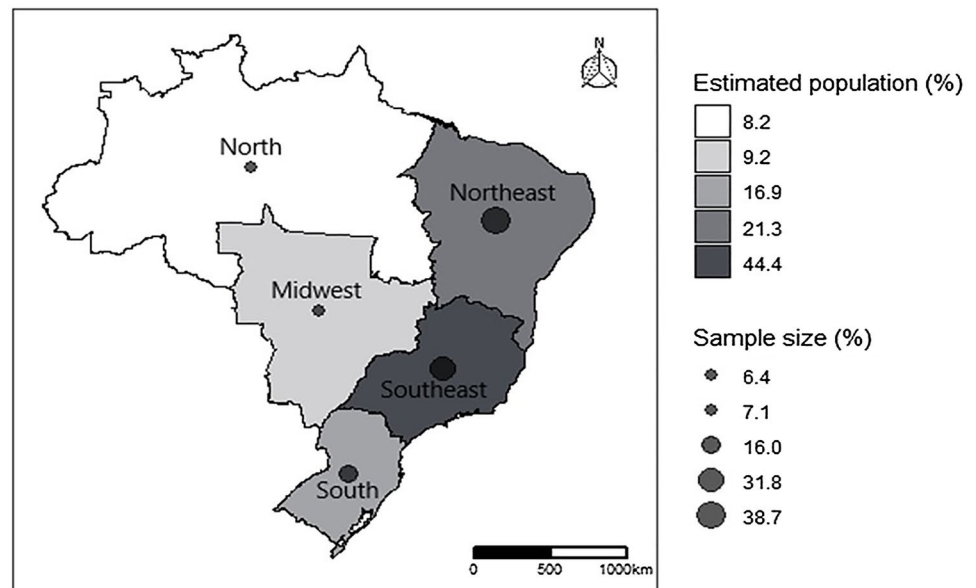 N
North
Northeast
Midwest
Southeast
South
0 500 1000km
Estimated population (%)
8.2
9.2
16.9
21.3
44.4
Sample size (%)
6.4
7.1
16.0
31.8
38.7